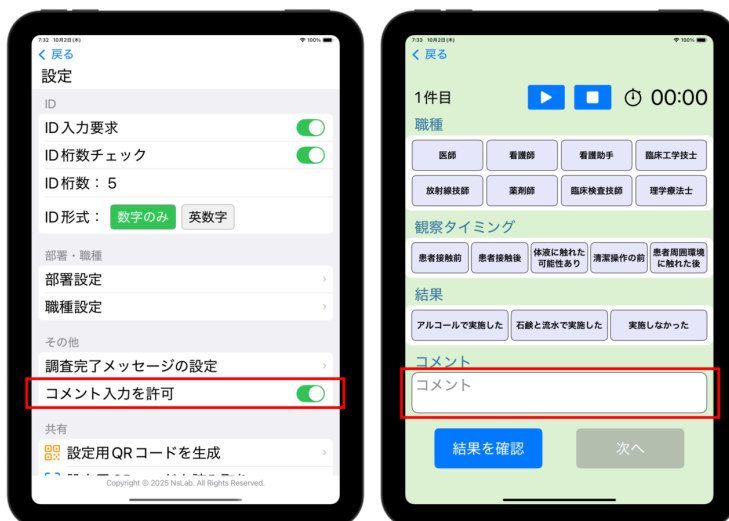 7:32 10月2日(木) 100%
戻る
設定
ID
ID入力要求
ID桁数チェック
ID桁数： 5
ID形式： 数字のみ 英数字
部署・職種
部署設定
職種設定
その他
調査完了メッセージの設定
コメント入力を許可
共有
設定用QRコードを生成
Copyright © 2025 NsLab. All Rights Reserved.
7:33 10月2日(木) 100%
戻る
1件目 00:00
職種
医師 看護師 看護助手 臨床工学技士
放射線技師 薬剤師 臨床検査技師 理学療法士
観察タイミング
患者接触前 患者接触後 体液に触れた 可能性あり 清潔操作の前 患者周囲環境 に触れた後
結果
アルコールで実施した 石鹸と流水で実施した 実施しなかった
コメント
コメント
結果を確認 次へ